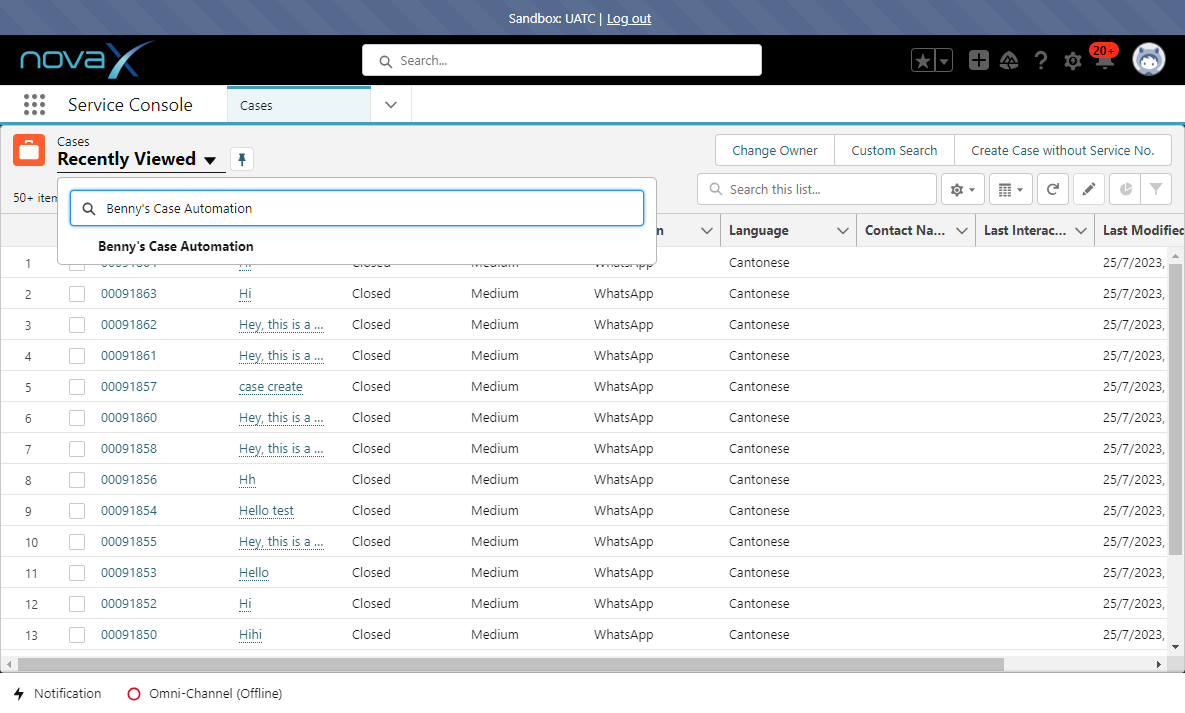 Sandbox: UATC | Log out
novaX
Search...
20+
Service Console
Cases
Cases
Recently Viewed
Change Owner
Custom Search
Create Case without Service No.
50+ item
Search this list...
Benny's Case Automation
Benny's Case Automation
Language
Contact Na...
Last Interac...
Last Modified
1 Hi Closed Medium WhatsApp Cantonese 25/7/2023,
2 00091863 Hi Closed Medium WhatsApp Cantonese 25/7/2023,
3 00091862 Hey, this is a ... Closed Medium WhatsApp Cantonese 25/7/2023,
4 00091861 Hey, this is a ... Closed Medium WhatsApp Cantonese 25/7/2023,
5 00091857 case create Closed Medium WhatsApp Cantonese 25/7/2023,
6 00091860 Hey, this is a ... Closed Medium WhatsApp Cantonese 25/7/2023,
7 00091858 Hey, this is a ... Closed Medium WhatsApp Cantonese 25/7/2023,
8 00091856 Hh Closed Medium WhatsApp Cantonese 25/7/2023,
9 00091854 Hello test Closed Medium WhatsApp Cantonese 25/7/2023,
10 00091855 Hey, this is a ... Closed Medium WhatsApp Cantonese 25/7/2023,
11 00091853 Hello Closed Medium WhatsApp Cantonese 25/7/2023,
12 00091852 Hi Closed Medium WhatsApp Cantonese 25/7/2023,
13 00091850 Hihi Closed Medium WhatsApp Cantonese 25/7/2023,
Notification
Omni-Channel (Offline)